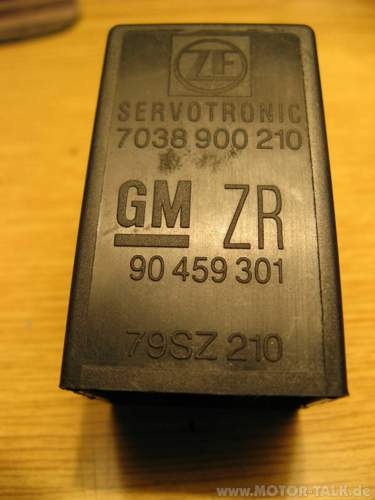 ZF
SERVOTRONIC
7038 900 210
GM ZR
90 459 301
79SZ 210
www.MOTOR-TALK.de